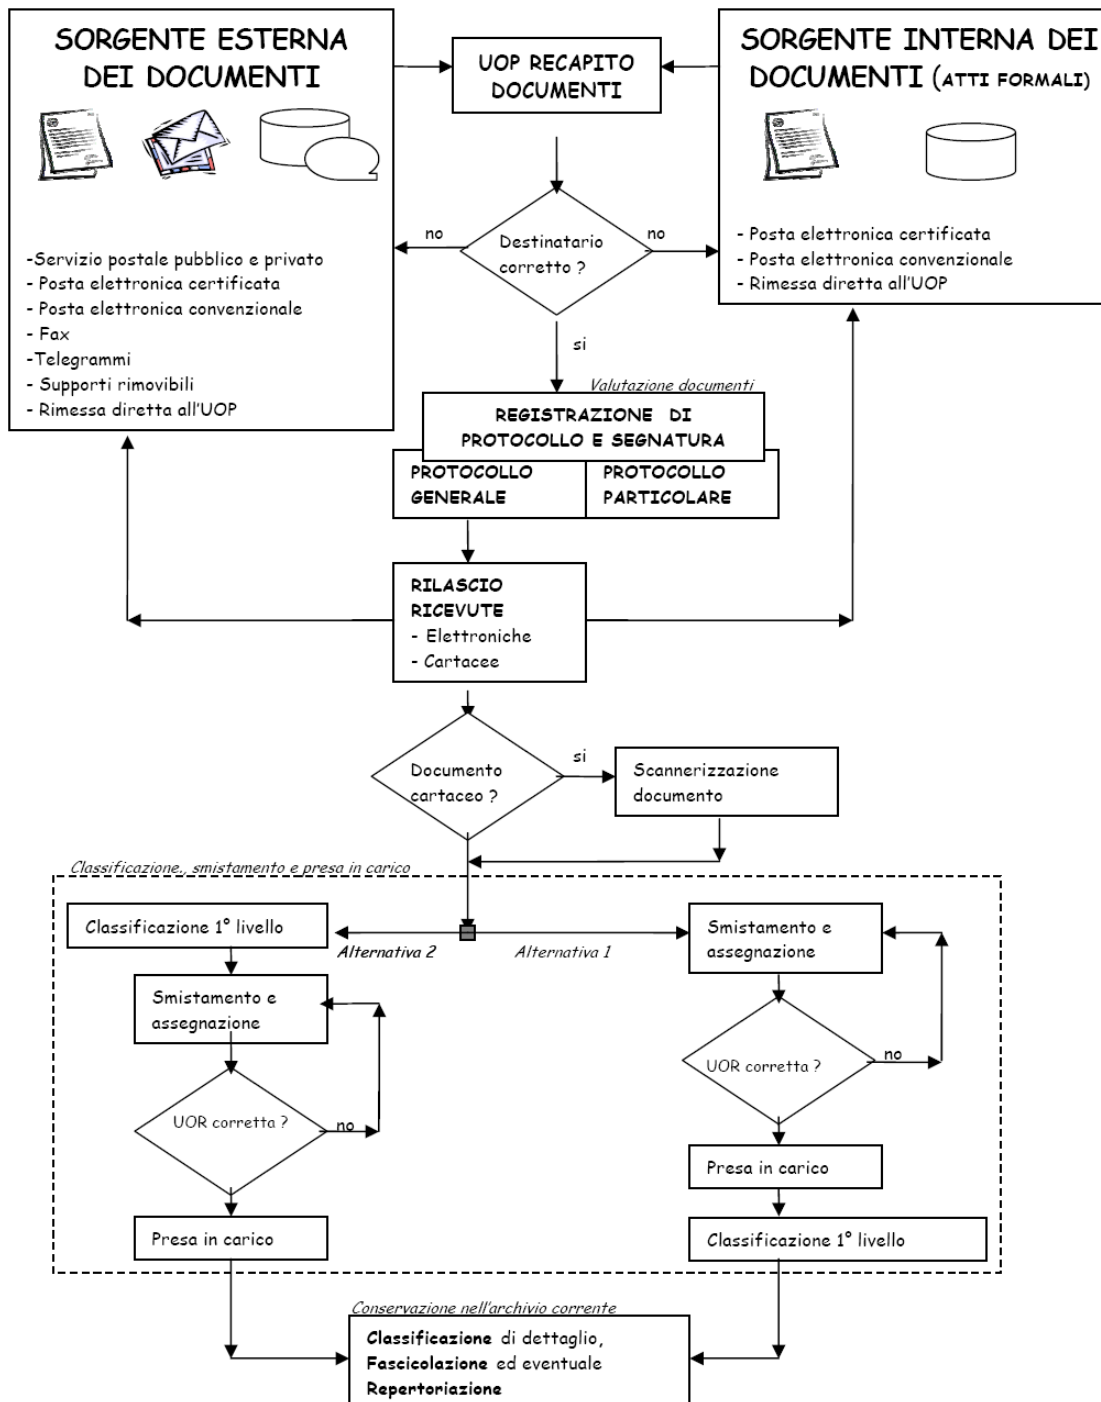 SORGENTE ESTERNA
DEI DOCUMENTI
-Servizio postale pubblico e privato
- Posta elettronica certificata
- Posta elettronica convenzionale
- Fax
-Telegrammi
- Supporti rimovibili
- Rimessa diretta all'UOP
UOP RECAPITO
DOCUMENTI
SORGENTE INTERNA DEI
DOCUMENTI (ATTI FORMALI)
- Posta elettronica certificata
- Posta elettronica convenzionale
- Rimessa diretta all'UOP
no
Destinatario
corretto ?
no
si
Valutazione documenti
REGISTRAZIONE DI
PROTOCOLLO E SEGNATURA
PROTOCOLLO
GENERALE
PROTOCOLLO
PARTICOLARE
RILASCIO
RICEVUTE
- Elettroniche
- Cartacee
Documento
cartaceo ?
si
Scannerizzazione
documento
Classificazione., smistamento e presa in carico
Classificazione 1° livello
Alternativa 2
Alternativa 1
Smistamento e
assegnazione
Smistamento e
assegnazione
UOR corretta ?
no
UOR corretta ?
no
Presa in carico
Presa in carico
Classificazione 1° livello
Conservazione nell'archivio corrente
Classificazione di dettaglio,
Fascicolazione ed eventuale
Repertoriazione